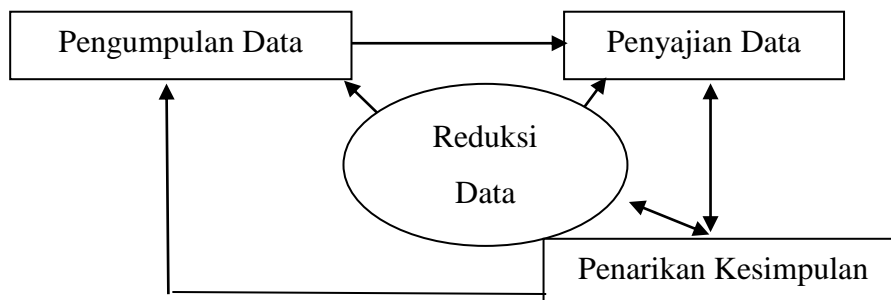 Pengumpulan Data
Penyajian Data
Reduksi
Data
Penarikan Kesimpulan